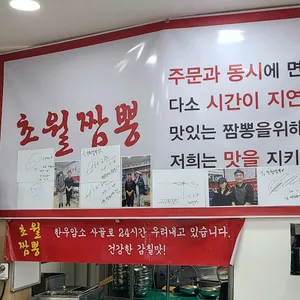 초월짬뽕
주문과 동시에 면
다소 시간이 지연
맛있는 짬뽕을위해
저희는 맛을 지키
초월
짬뽕
한우암소 사골로 24시간 우려내고 있습니다.
건강한 감칠맛!